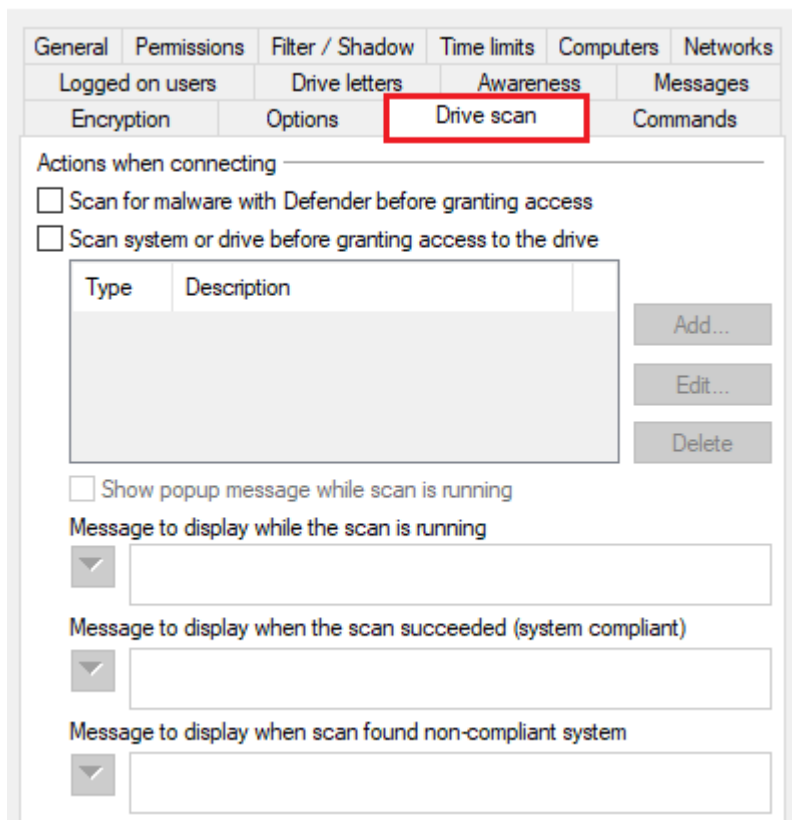 General Permissions Filter / Shadow Time limits Computers Networks
Logged on users Drive letters Awareness Messages
Encryption Options Drive scan Commands
Actions when connecting
Scan for malware with Defender before granting access
Scan system or drive before granting access to the drive
Type Description
Add...
Edit...
Delete
Show popup message while scan is running
Message to display while the scan is running
Message to display when the scan succeeded (system compliant)
Message to display when scan found non-compliant system